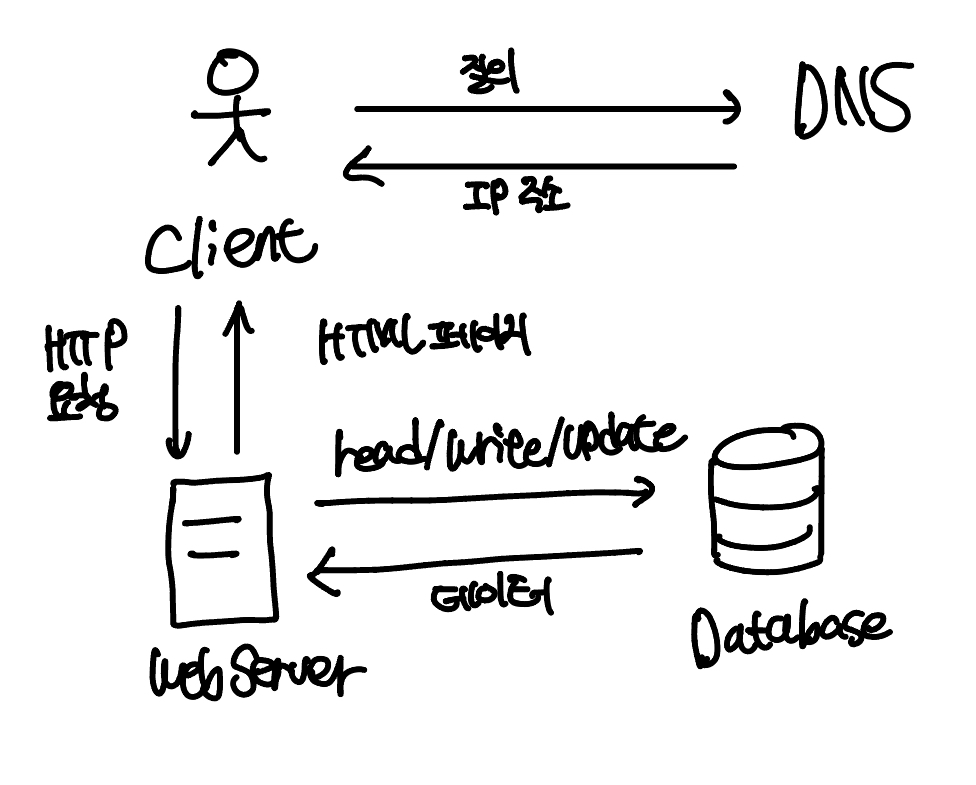 질의
DNS
IP 주소
Client
HTTP
요청
HTML 페이지
read/write/update
데이터
Database
Web Server